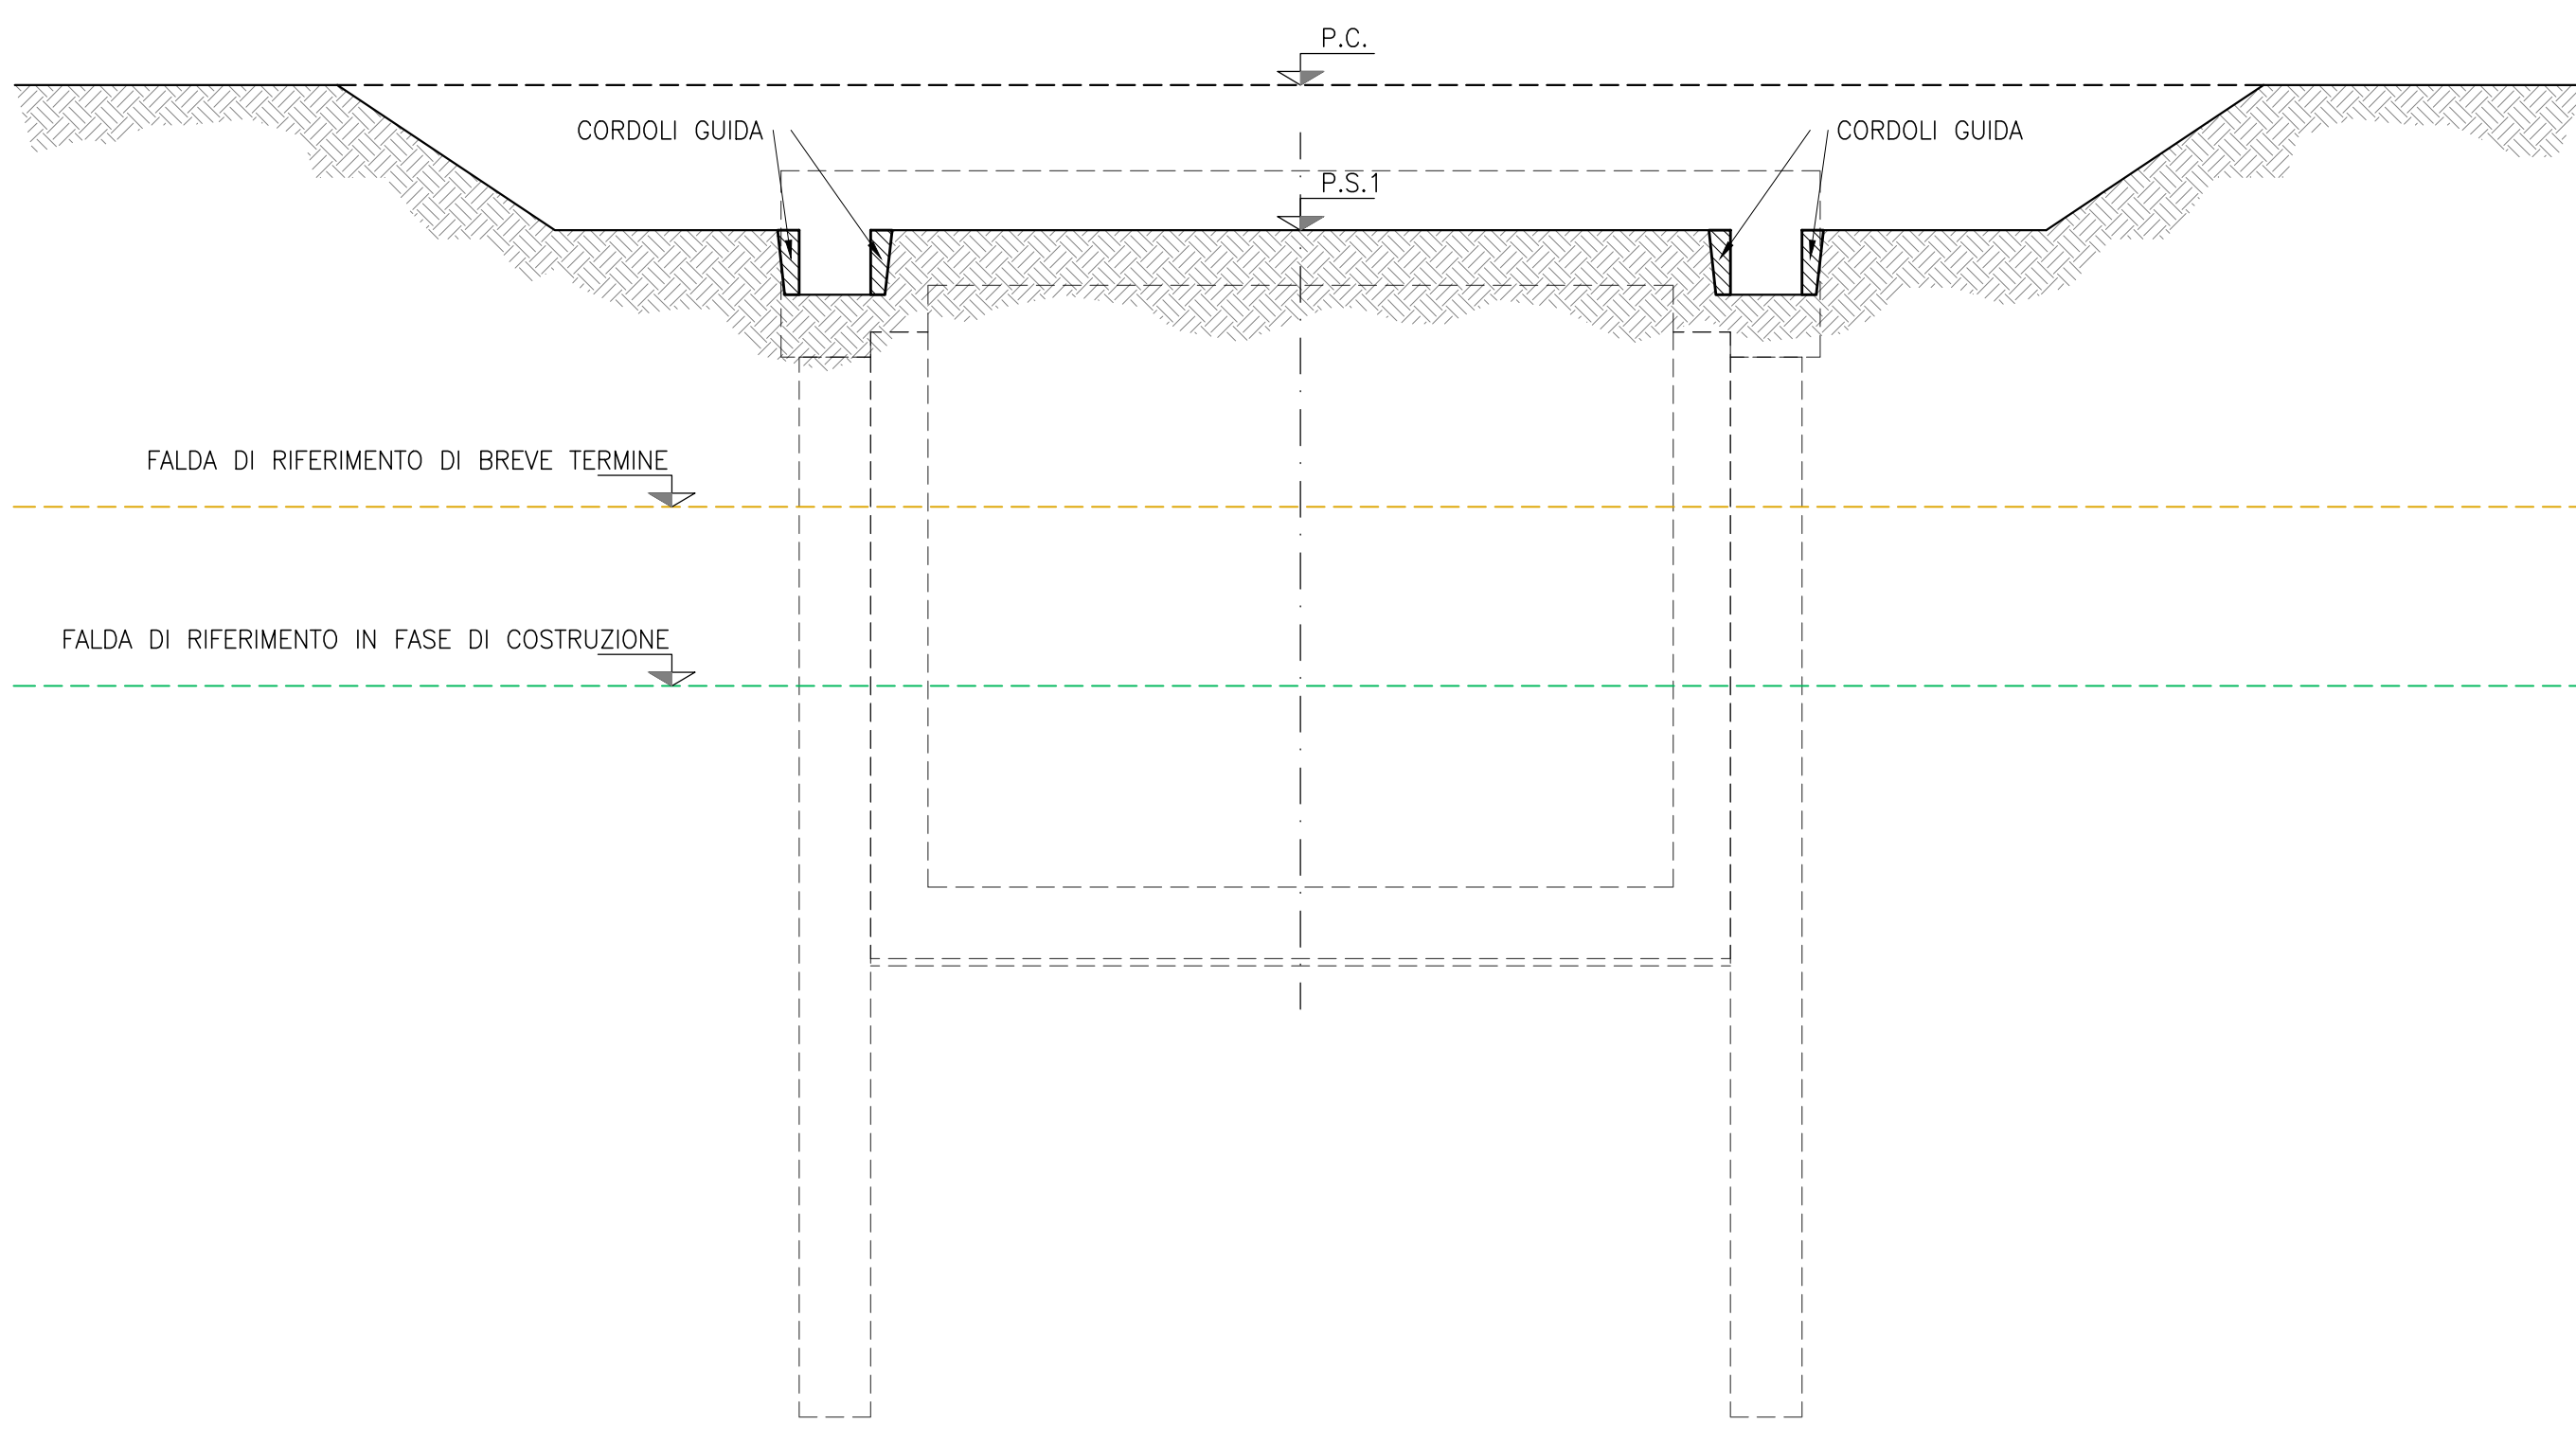 P.C.
CORDOLI GUIDA
CORDOLI GUIDA
P.S.1
FALDA DI RIFERIMENTO DI BREVE TERMINE
FALDA DI RIFERIMENTO IN FASE DI COSTRUZIONE